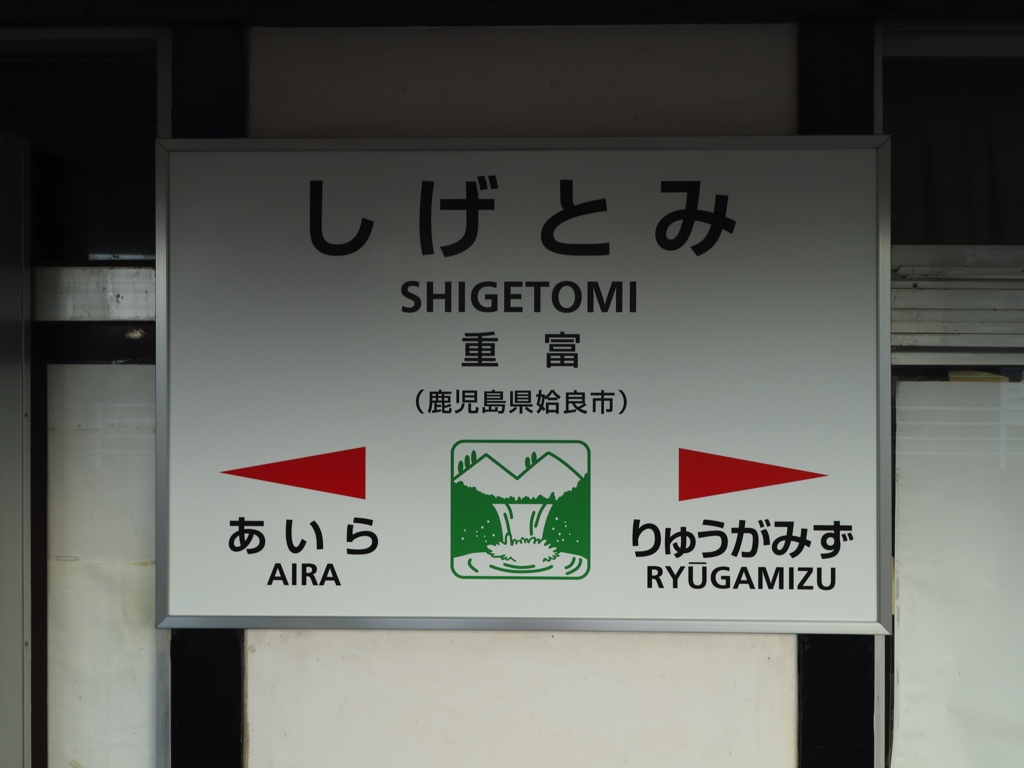 しげとみ
SHIGETOMI
重富
（鹿児島県姶良市）
あいら
AIRA
りゅうがみず
RYŪGAMIZU